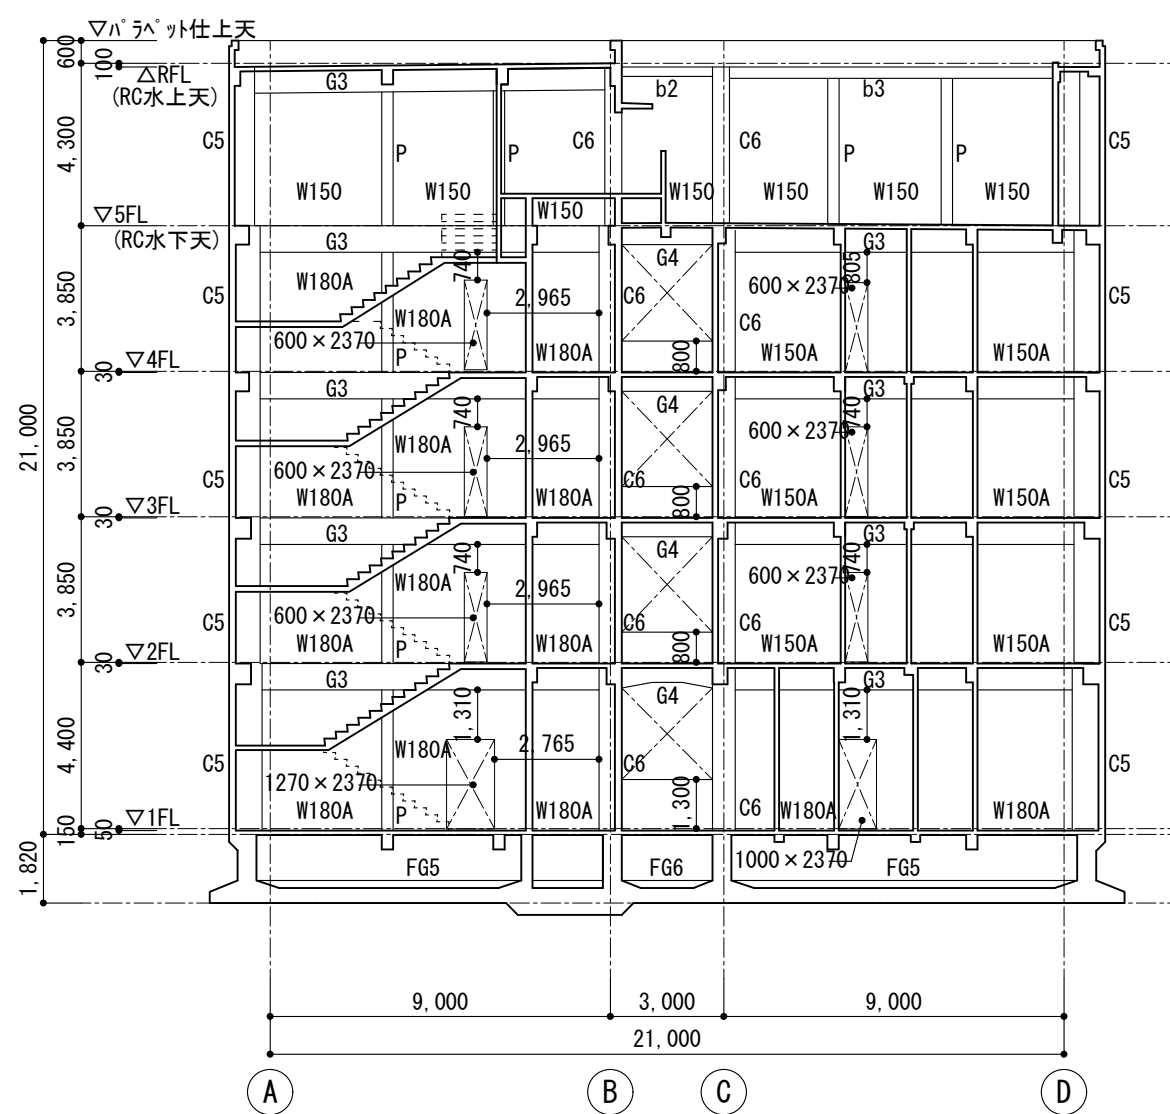 ▽ﾊﾟﾗﾍﾟｯﾄ仕上天
600
100
△RFL
(RC水上天)
4,300
G3
b2
b3
C5
P
P
C6
C6
P
P
C5
W150
W150
W150
W150
W150
W150
W150
▽5FL
(RC水下天)
G3
G4
G3
740
805
W180A
C5
2,965
C6
600×2370
C5
3,850
W180A
C6
600×2370
P
W180A
800
W150A
W150A
▽4FL
30
G3
G4
G3
740
740
21,000
3,850
W180A
2,965
600×2370
600×2370
C5
C6
C6
C5
W180A
P
W180A
800
W150A
W150A
▽3FL
30
G3
G4
G3
740
740
3,850
W180A
2,965
600×2370
600×2370
C5
C6
C6
C5
W180A
P
W180A
800
W150A
W150A
▽2FL
30
G3
G4
1,310
1,310
4,400
W180A
2,765
C5
C6
C5
1270×2370
W180A
P
W180A
1,300
C6
W180A
W180A
▽1FL
150
50
1,820
FG5
FG6
1000×2370
FG5
9,000
3,000
9,000
21,000
A
B
C
D